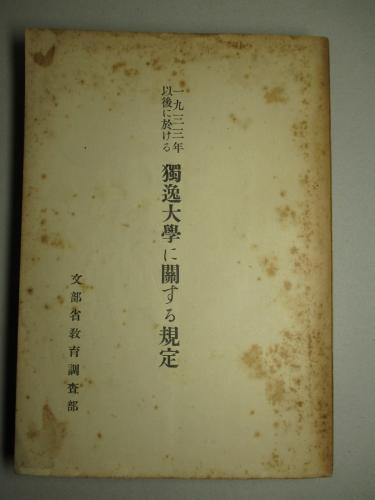 一九三三年
以後に於ける
獨逸大學に關する規定
文部省敎育調査部